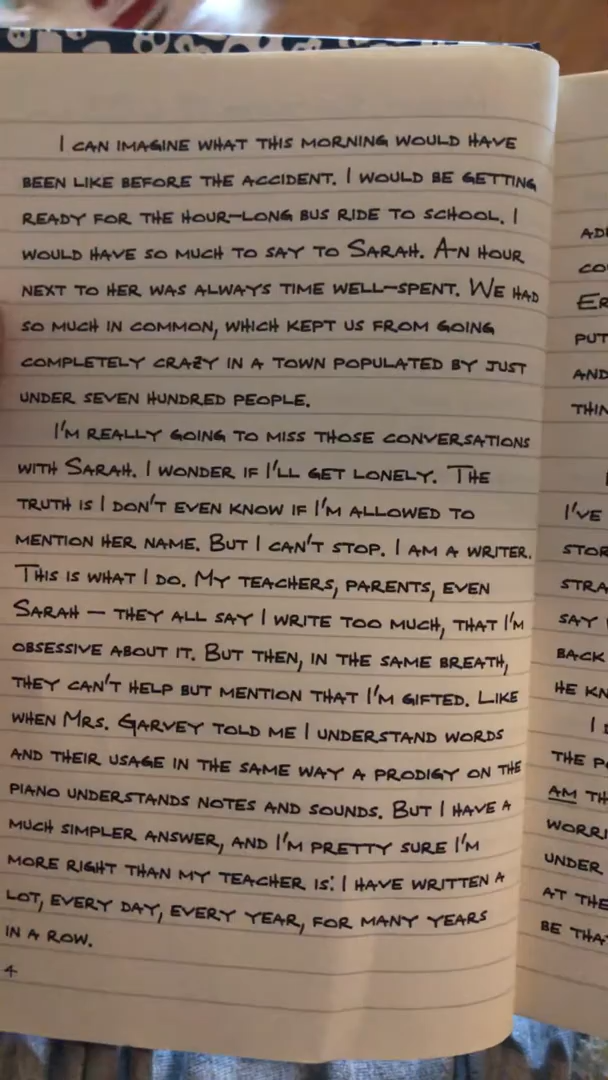 I CAN IMAGINE WHAT THIS MORNING WOULD HAVE
BEEN LIKE BEFORE THE ACCIDENT. I WOULD BE GETTING
READY FOR THE HOUR–LONG BUS RIDE TO SCHOOL. I
WOULD HAVE SO MUCH TO SAY TO SARAH. AN HOUR
NEXT TO HER WAS ALWAYS TIME WELL–SPENT. WE HAD
SO MUCH IN COMMON, WHICH KEPT US FROM GOING
COMPLETELY CRAZY IN A TOWN POPULATED BY JUST
UNDER SEVEN HUNDRED PEOPLE.
I'M REALLY GOING TO MISS THOSE CONVERSATIONS
WITH SARAH. I WONDER IF I'LL GET LONELY. THE
TRUTH IS I DON'T EVEN KNOW IF I'M ALLOWED TO
MENTION HER NAME. BUT I CAN'T STOP. I AM A WRITER.
THIS IS WHAT I DO. MY TEACHERS, PARENTS, EVEN
SARAH — THEY ALL SAY I WRITE TOO MUCH, THAT I'M
OBSESSIVE ABOUT IT. BUT THEN, IN THE SAME BREATH,
THEY CAN'T HELP BUT MENTION THAT I'M GIFTED. LIKE
WHEN MRS. GARVEY TOLD ME I UNDERSTAND WORDS
AND THEIR USAGE IN THE SAME WAY A PRODIGY ON THE
PIANO UNDERSTANDS NOTES AND SOUNDS. BUT I HAVE A
MUCH SIMPLER ANSWER, AND I'M PRETTY SURE I'M
MORE RIGHT THAN MY TEACHER IS: I HAVE WRITTEN A
LOT, EVERY DAY, EVERY YEAR, FOR MANY YEARS
IN A ROW.
4
PUT
AND
I'VE
SAY
BACK
AM
UNDER
AT THE